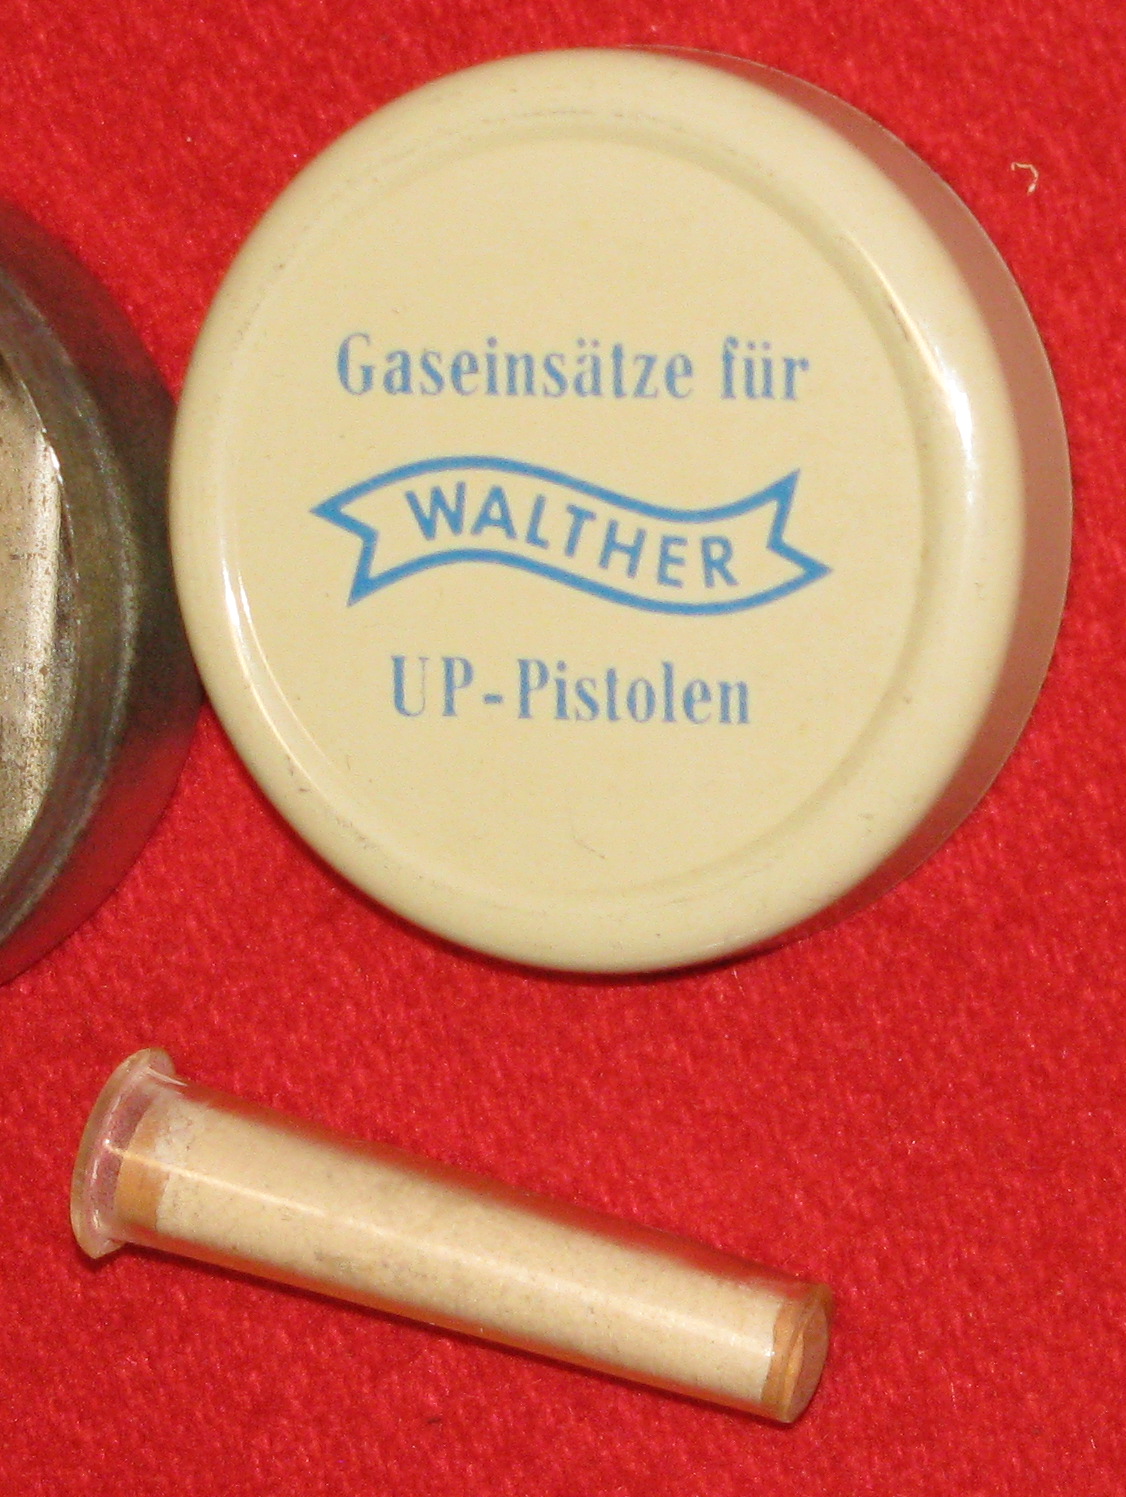 Gaseinsätze für
WALTHER
UP-Pistolen